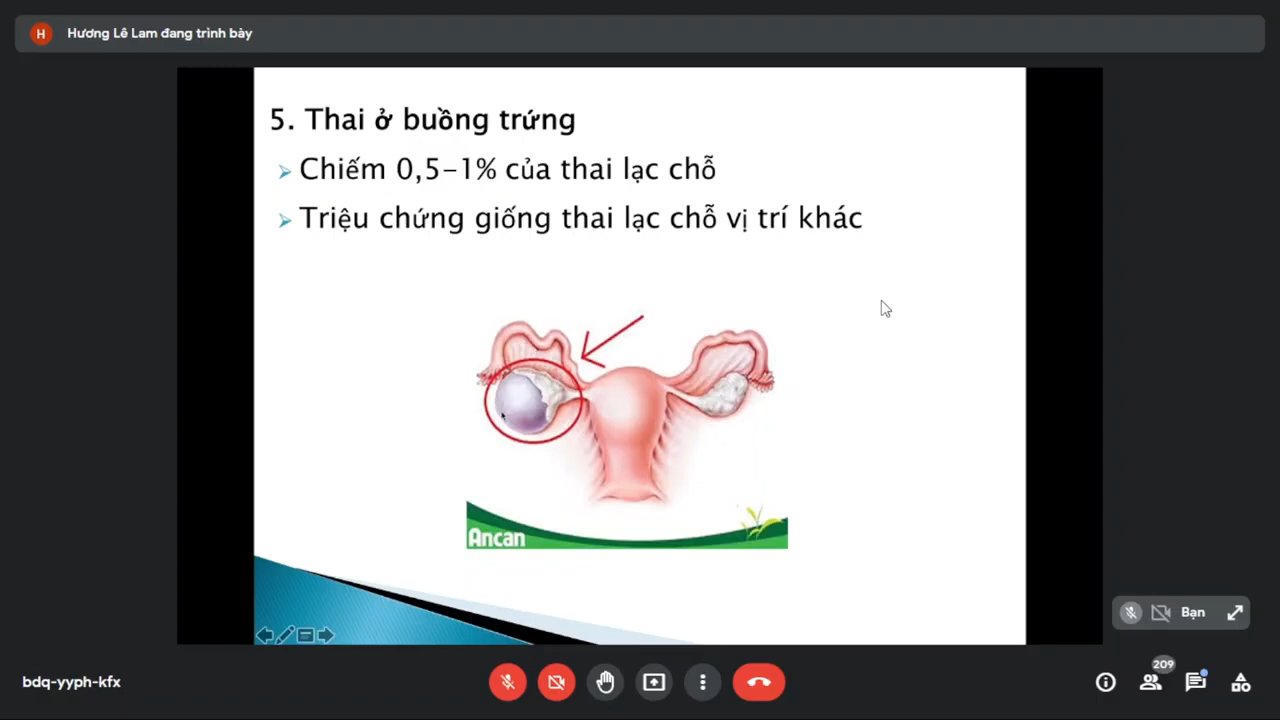 H
Hương Lê Lam đang trình bày
5. Thai ở buồng trứng
Chiếm 0,5-1% của thai lạc chỗ
Triệu chứng giống thai lạc chỗ vị trí khác
Ancan
Bạn
bdq-yyph-kfx
209